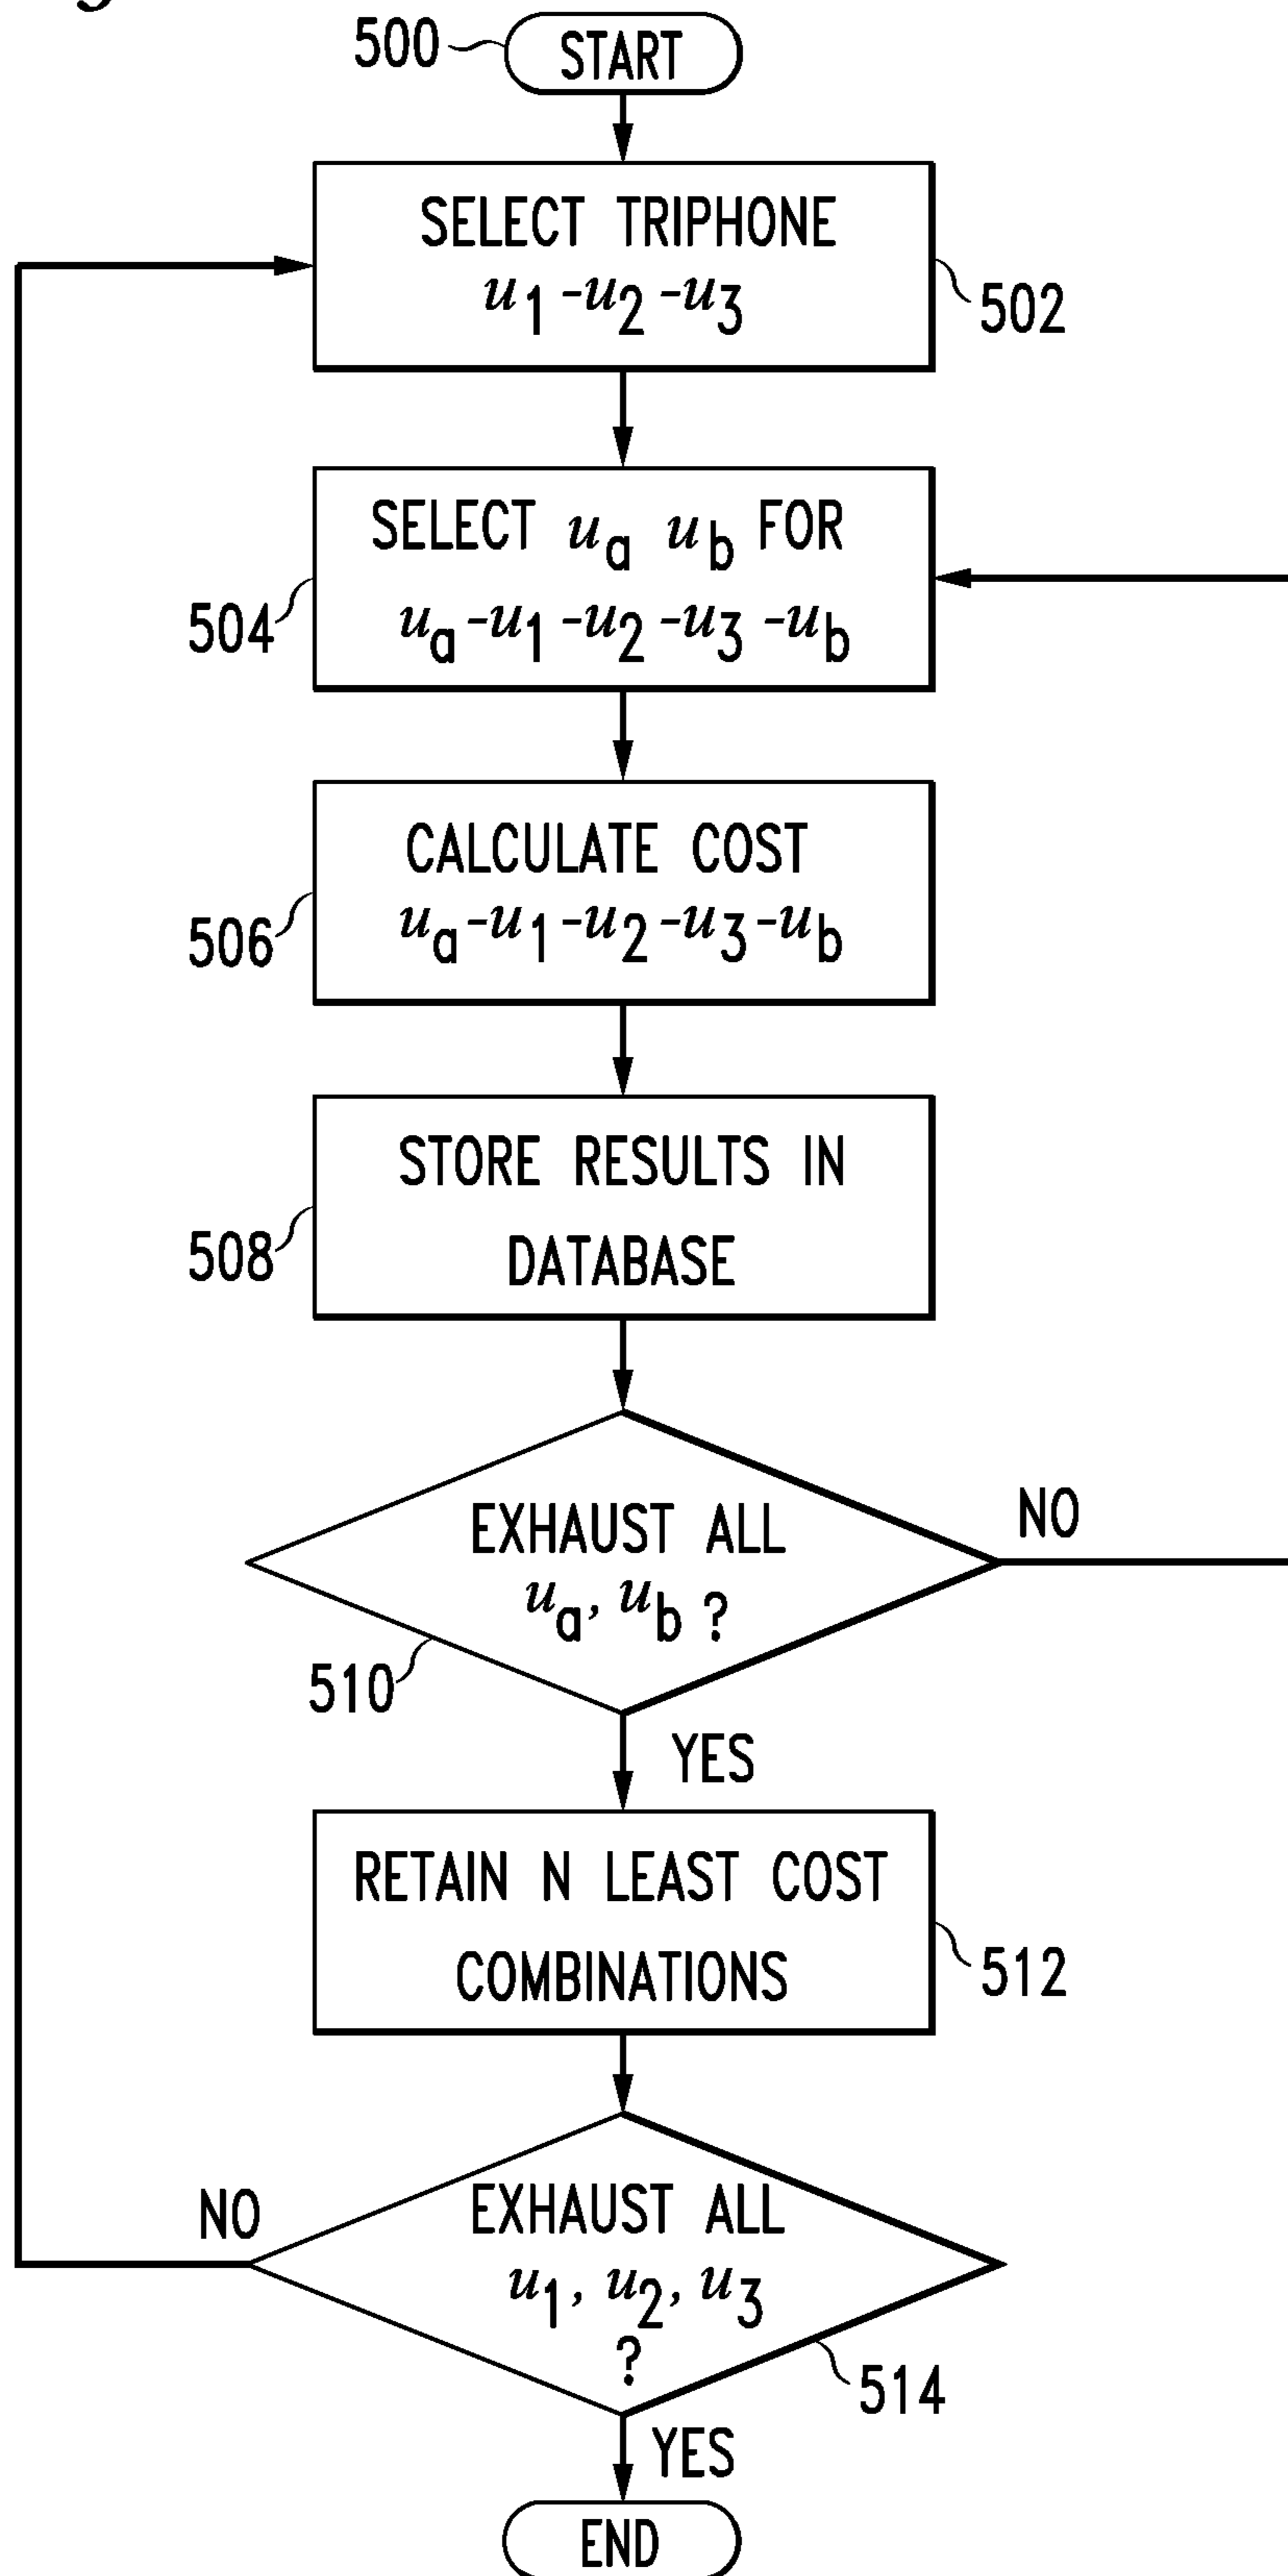 500 START
SELECT TRIPHONE
u1 -u2 -u3
502
SELECT ua ub FOR
ua -u1 -u2 -u3 -ub
504
CALCULATE COST
ua -u1 -u2 -u3 -ub
506
STORE RESULTS IN
DATABASE
508
EXHAUST ALL
ua, ub ?
NO
510
YES
RETAIN N LEAST COST
COMBINATIONS
512
NO
EXHAUST ALL
u1, u2, u3
?
514
YES
END